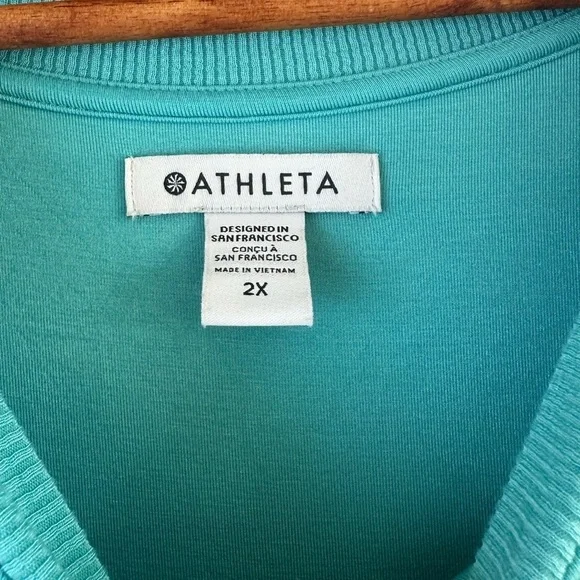 ATHLETA
DESIGNED IN
SAN FRANCISCO
CONÇU À
SAN FRANCISCO
MADE IN VIETNAM
2X